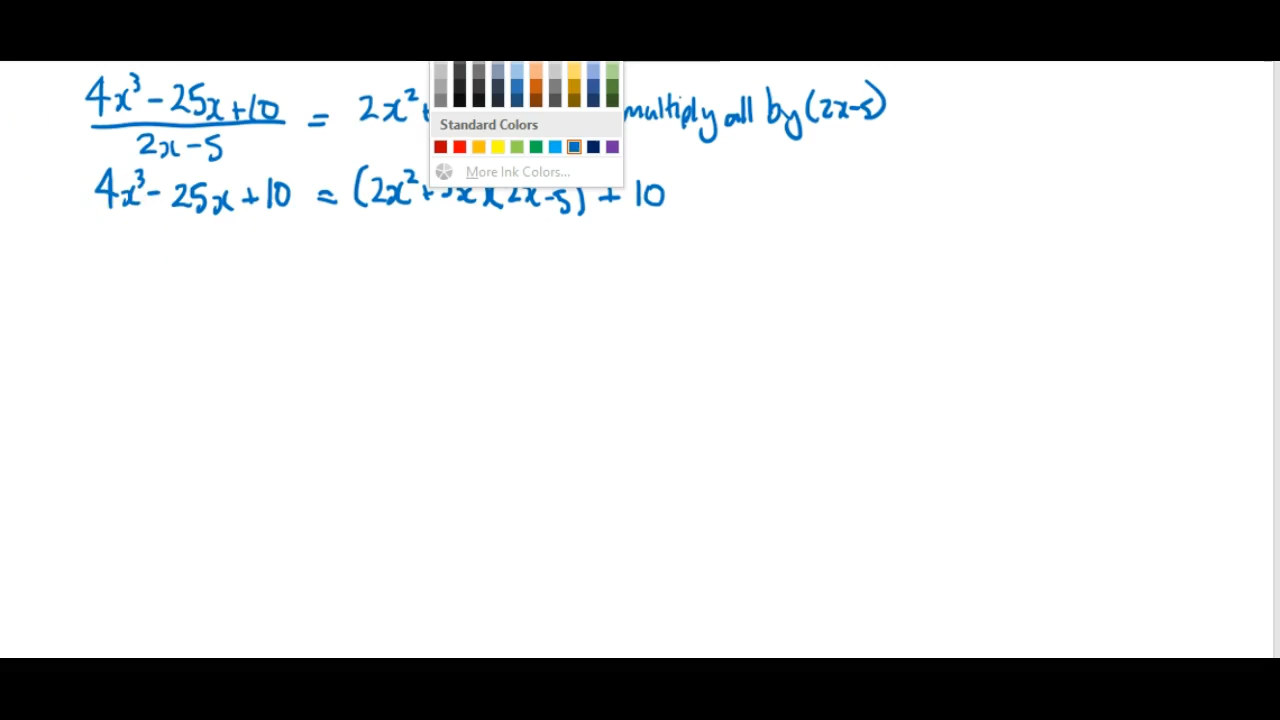 4x³ - 25x + 10 / 2x - 5 = 2x² + multiply all by (2x-5)
Standard Colors
More Ink Colors...
4x³ - 25x + 10 = (2x² + 5x)(2x-5) + 10